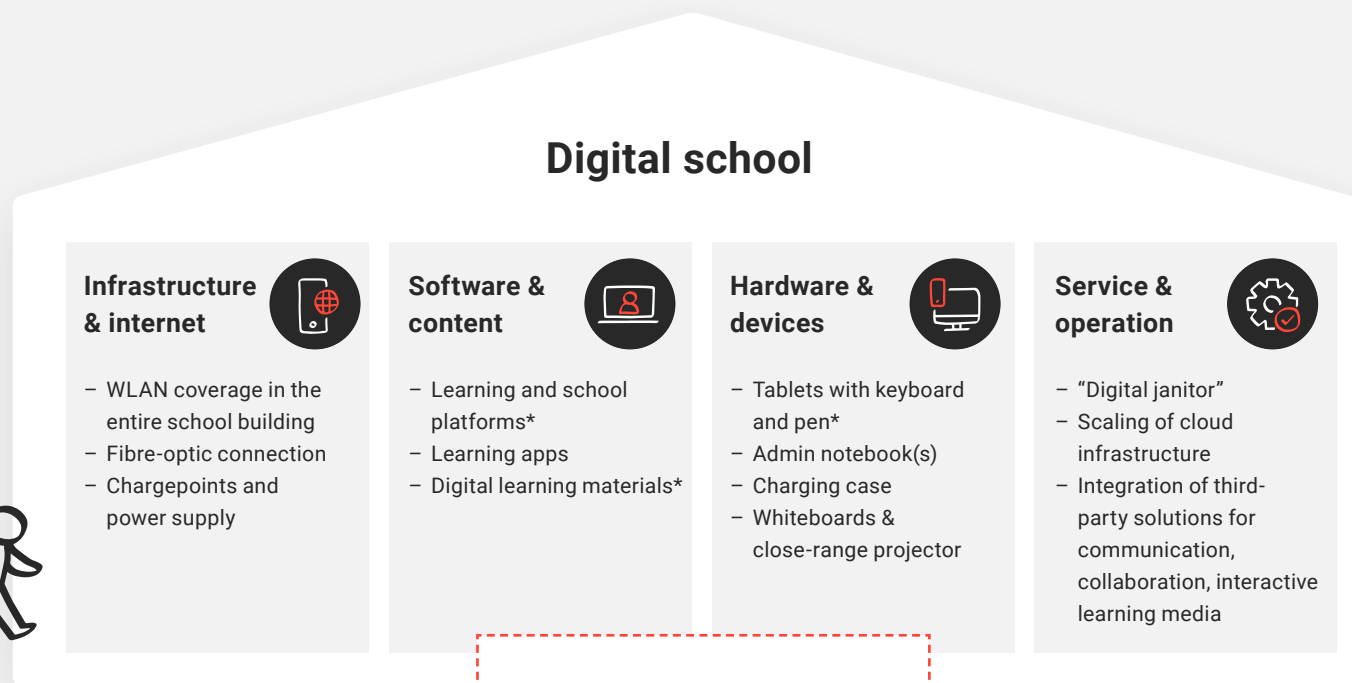 Digital school
Infrastructure
& internet
– WLAN coverage in the
entire school building
– Fibre-optic connection
– Chargepoints and
power supply
Software &
content
– Learning and school
platforms*
– Learning apps
– Digital learning materials*
Hardware &
devices
– Tablets with keyboard
and pen*
– Admin notebook(s)
– Charging case
– Whiteboards &
close-range projector
Service &
operation
– “Digital janitor”
– Scaling of cloud
infrastructure
– Integration of third-
party solutions for
communication,
collaboration, interactive
learning media